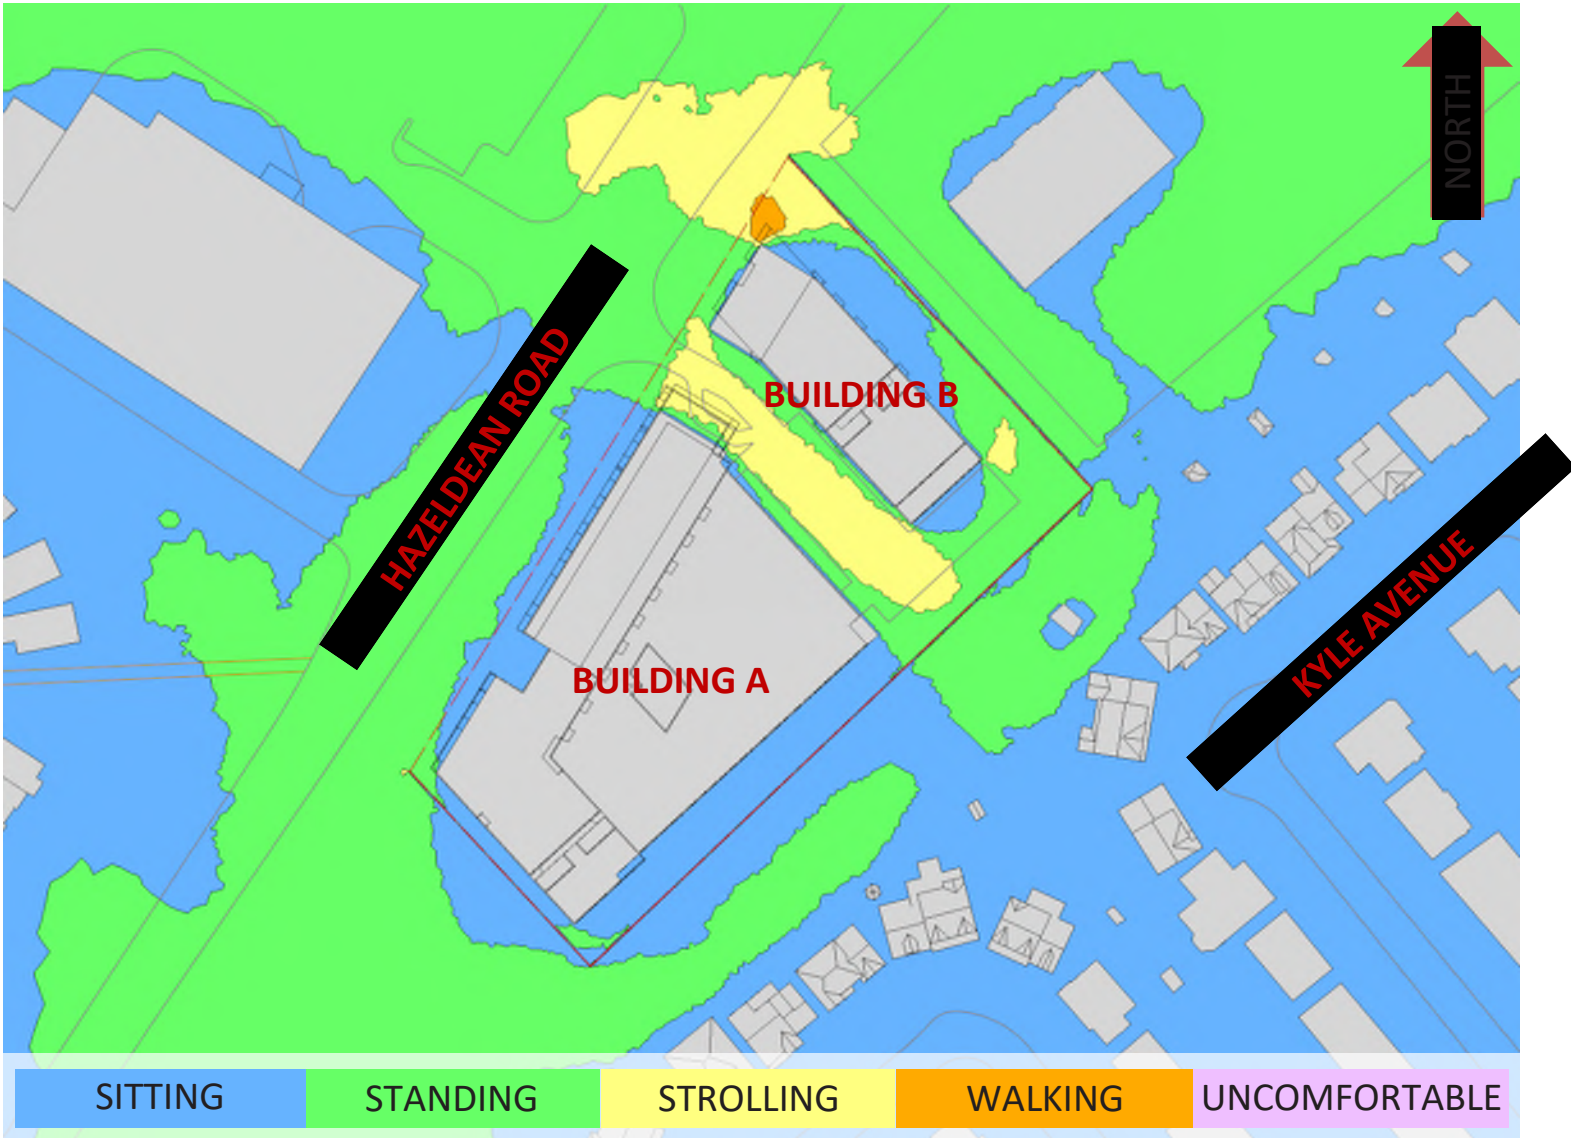 NORTH
HAZELDEAN ROAD
BUILDING B
BUILDING A
KYLE AVENUE
SITTING
STANDING
STROLLING
WALKING
UNCOMFORTABLE